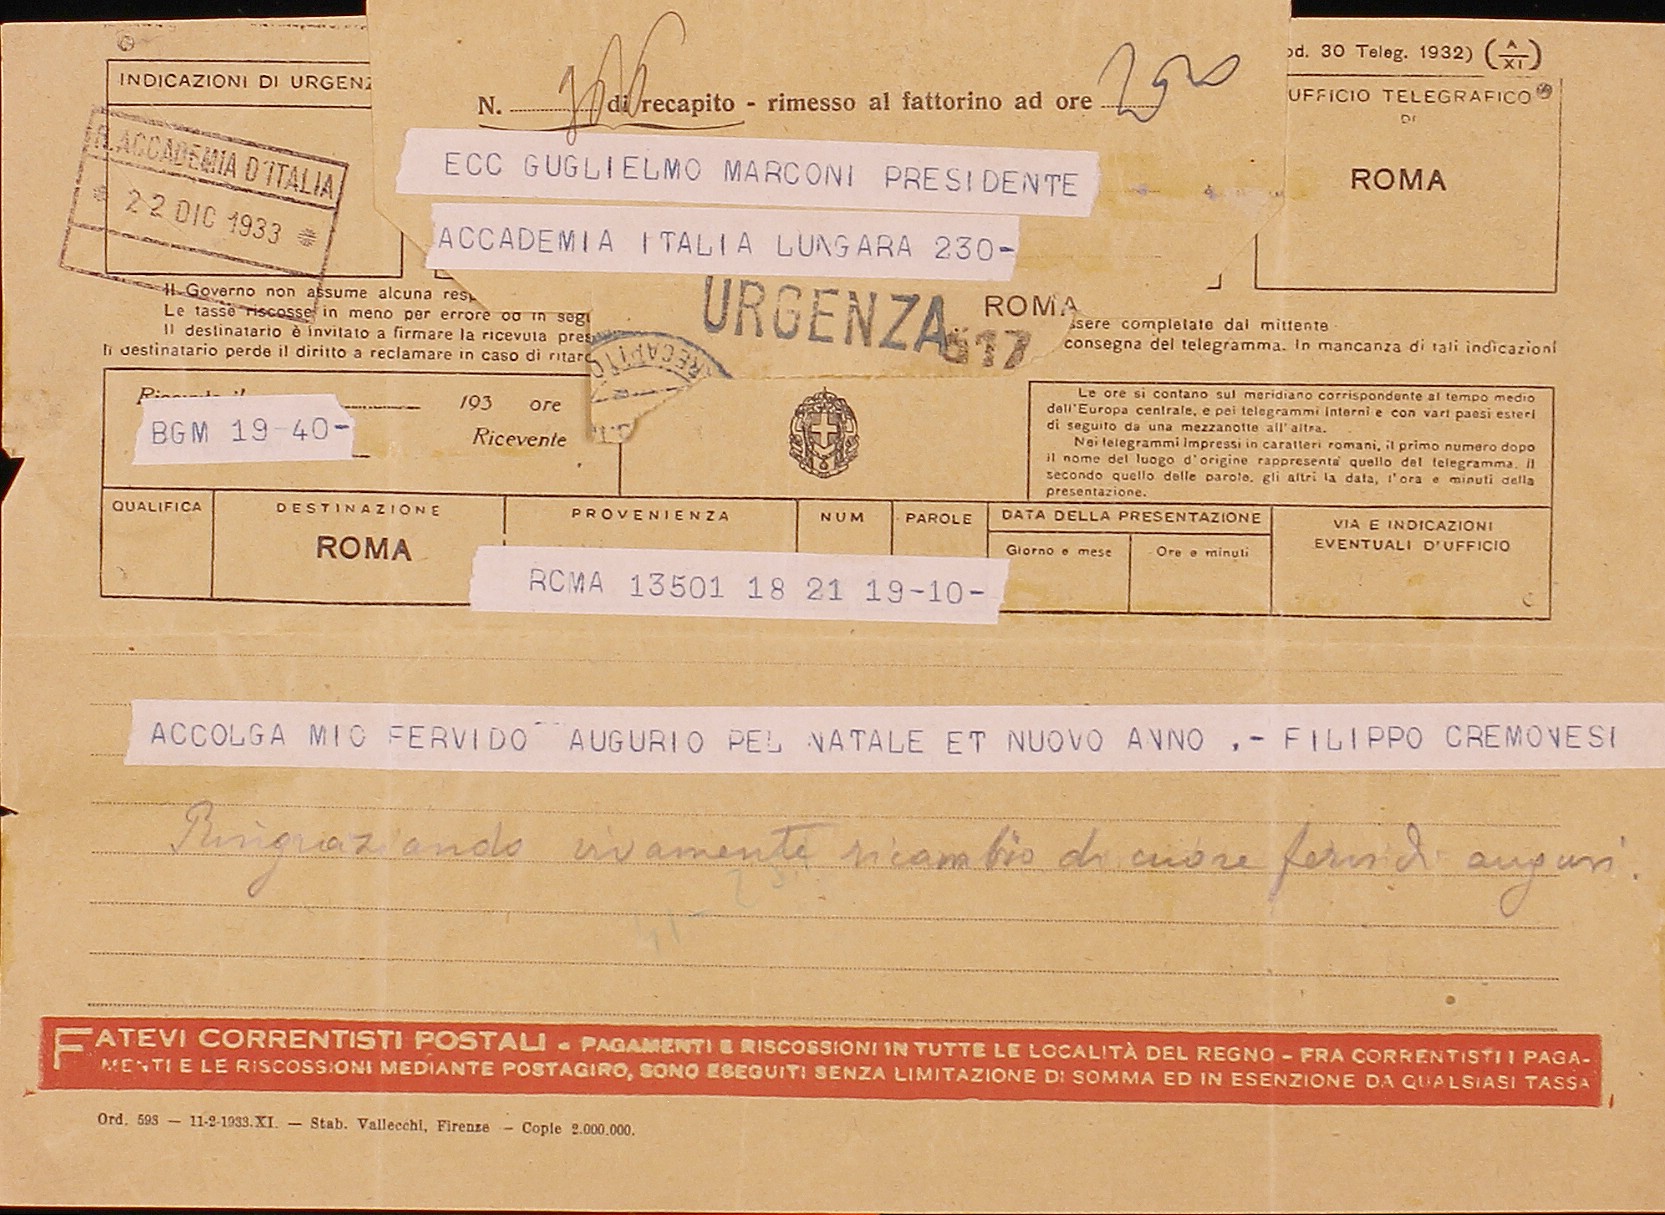 od. 30 Teleg. 1932) (A/XI)
INDICAZIONI DI URGENZ
N. di recapito - rimesso al fattorino ad ore
UFFICIO TELEGRAFICO
DI
ROMA
R. ACCADEMIA D'ITALIA
22 DIC 1933
ECC GUGLIELMO MARCONI PRESIDENTE
ACCADEMIA ITALIA LUNGARA 230-
URGENZA
ROMA
617
RECAPITO
Il Governo non assume alcuna resp
Le tasse riscosse in meno per errore od in segu
Il destinatario è invitato a firmare la ricevuta pres
Il destinatario perde il diritto a reclamare in caso di ritard
ssere completate dal mittente
consegna del telegramma. In mancanza di tali indicazioni
Ricevuto il 193 ore
BGM 19-40-
Ricevente
Le ore si contano sul meridiano corrispondente al tempo medio
dell'Europa centrale, e pei telegrammi interni e con vari paesi esteri
di seguito da una mezzanotte all'altra.
Nei telegrammi impressi in caratteri romani, il primo numero dopo
il nome del luogo d'origine rappresenta quello del telegramma, il
secondo quello delle parole, gli altri la data, l'ora e minuti della
presentazione.
QUALIFICA DESTINAZIONE PROVENIENZA NUM PAROLE DATA DELLA PRESENTAZIONE VIA E INDICAZIONI
EVENTUALI D'UFFICIO
ROMA
Giorno e mese Ore e minuti
ROMA 13501 18 21 19-10-
ACCOLGA MIO FERVIDO AUGURIO PEL NATALE ET NUOVO ANNO .- FILIPPO CREMONESI
Ringraziando vivamente ricambio di cuore fervidi auguri.
FATEVI CORRENTISTI POSTALI - PAGAMENTI E RISCOSSIONI IN TUTTE LE LOCALITÀ DEL REGNO - FRA CORRENTISTI I PAGA-
MENTI E LE RISCOSSIONI MEDIANTE POSTAGIRO, SONO ESEGUITI SENZA LIMITAZIONE DI SOMMA ED IN ESENZIONE DA QUALSIASI TASSA
Ord. 593 — 11-2-1933.XI. — Stab. Vallecchi, Firenze — Copie 2.000.000.